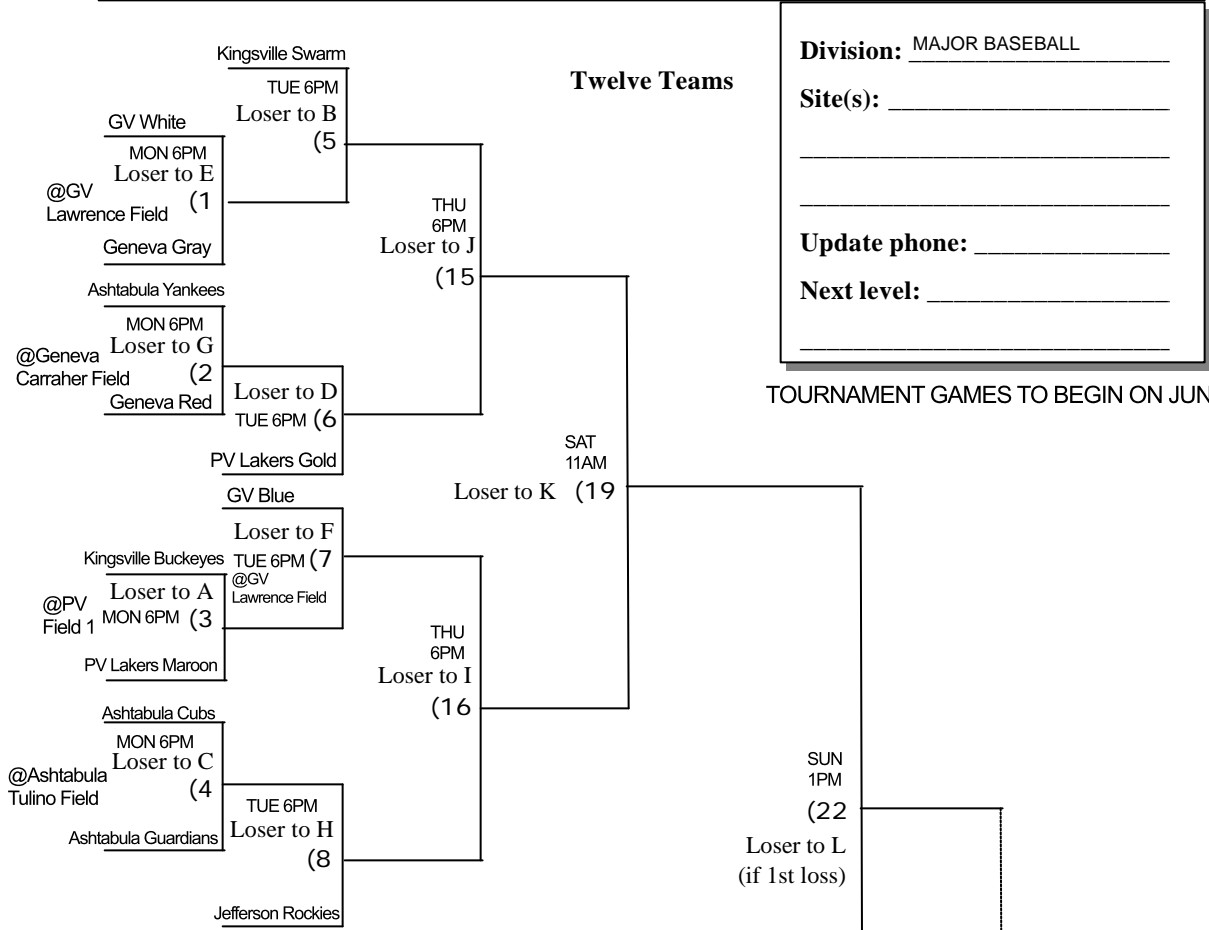 Kingsville Swarm
TUE 6PM
Loser to B
(5
GV White
MON 6PM
Loser to E
(1
@GV
Lawrence Field
Geneva Gray
Ashtabula Yankees
MON 6PM
Loser to G
(2
@Geneva
Carraher Field
Geneva Red
Loser to D
TUE 6PM (6
PV Lakers Gold
THU
6PM
Loser to J
(15
GV Blue
Loser to F
TUE 6PM (7
@GV
Lawrence Field
Kingsville Buckeyes
Loser to A
MON 6PM (3
@PV
Field 1
PV Lakers Maroon
Ashtabula Cubs
MON 6PM
Loser to C
(4
@Ashtabula
Tulino Field
Ashtabula Guardians
TUE 6PM
Loser to H
(8
Jefferson Rockies
THU
6PM
Loser to I
(16
SAT
11AM
Loser to K (19
SUN
1PM
(22
Loser to L
(if 1st loss)
Twelve Teams
Division: MAJOR BASEBALL
Site(s):
Update phone:
Next level:
TOURNAMENT GAMES TO BEGIN ON JUN